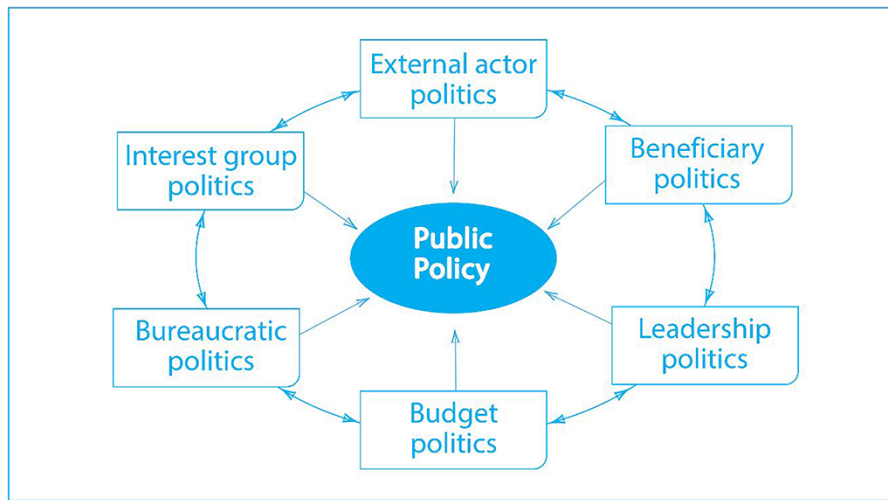 External actor
politics
Interest group
politics
Beneficiary
politics
Public
Policy
Bureaucratic
politics
Leadership
politics
Budget
politics